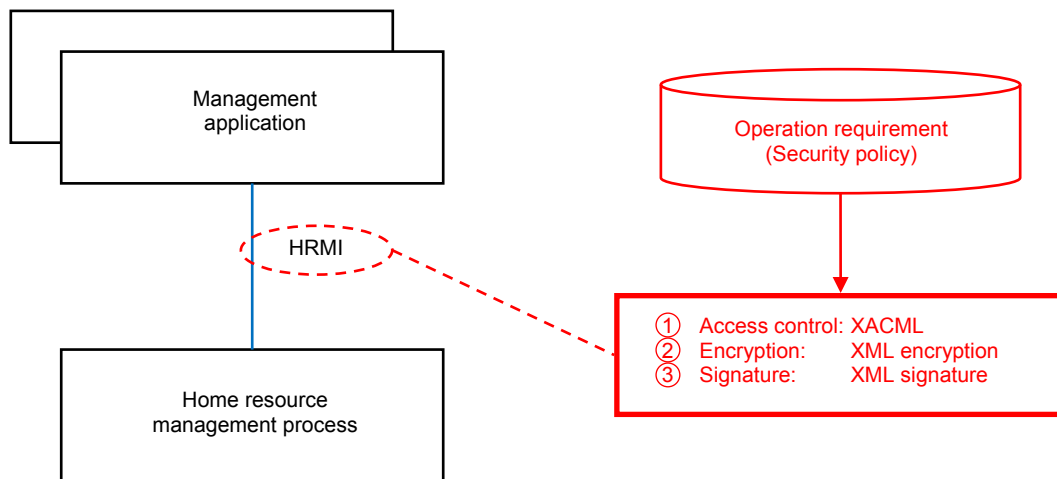 Management
application
Operation requirement
(Security policy)
HRMI
① Access control: XACML
② Encryption: XML encryption
③ Signature: XML signature
Home resource
management process